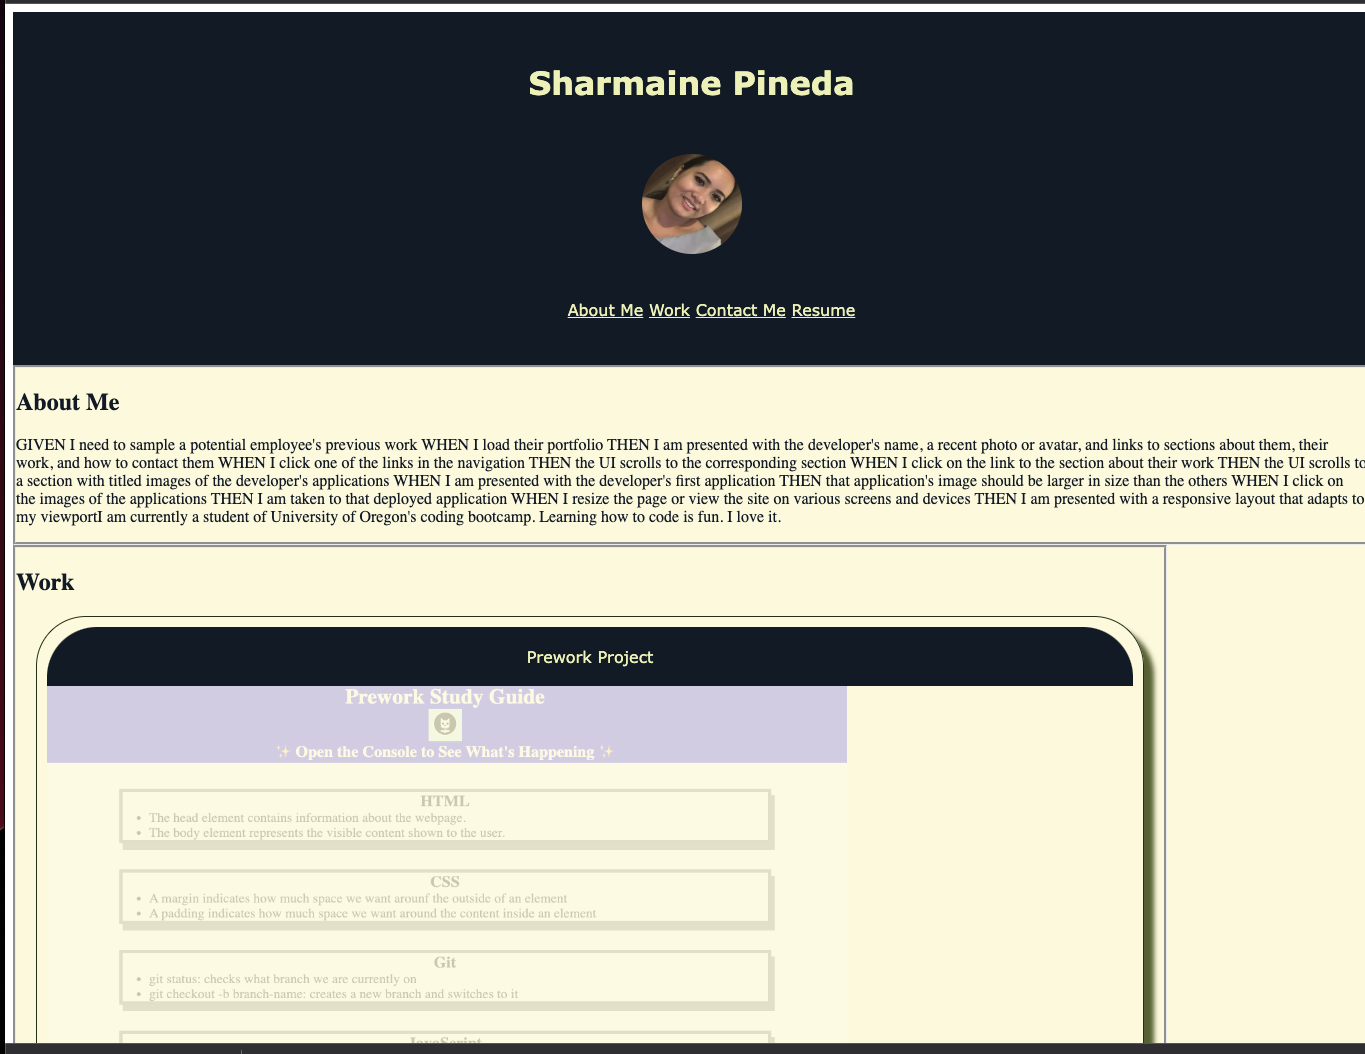 Sharmaine Pineda
About Me Work Contact Me Resume
About Me
GIVEN I need to sample a potential employee's previous work WHEN I load their portfolio THEN I am presented with the developer's name, a recent photo or avatar, and links to sections about them, their
work, and how to contact them WHEN I click one of the links in the navigation THEN the UI scrolls to the corresponding section WHEN I click on the link to the section about their work THEN the UI scrolls to
a section with titled images of the developer's applications WHEN I am presented with the developer's first application THEN that application's image should be larger in size than the others WHEN I click on
the images of the applications THEN I am taken to that deployed application WHEN I resize the page or view the site on various screens and devices THEN I am presented with a responsive layout that adapts to
my viewportI am currently a student of University of Oregon's coding bootcamp. Learning how to code is fun. I love it.
Work
Prework Project
Prework Study Guide
✨ Open the Console to See What's Happening ✨
HTML
• The head element contains information about the webpage.
• The body element represents the visible content shown to the user.
CSS
• A margin indicates how much space we want arounf the outside of an element
• A padding indicates how much space we want around the content inside an element
Git
• git status: checks what branch we are currently on
• git checkout -b branch-name: creates a new branch and switches to it
JavaScript